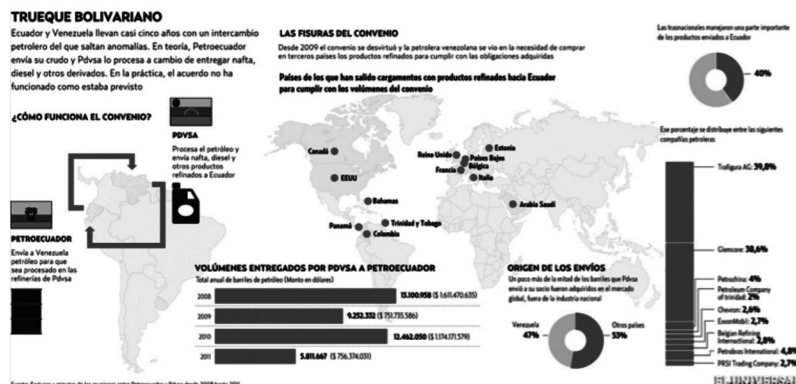 TRUEQUE BOLIVARIANO
Ecuador y Venezuela llevan casi cinco años con un intercambio
petrolero del que saltan anomalías. En teoría, Petroecuador
envía su crudo y Pdvsa lo procesa a cambio de entregar nafta,
diesel y otros derivados. En la práctica, el acuerdo no ha
funcionado como estaba previsto
¿CÓMO FUNCIONA EL CONVENIO?
PDVSA
Procesa el petróleo y
envía nafta, diesel y
otros productos
refinados a Ecuador
PETROECUADOR
Envía a Venezuela
petróleo para que
sea procesado en las
refinerías de Pdvsa
LAS FISURAS DEL CONVENIO
Desde 2009 el convenio se desvirtuó y la petrolera venezolana se vio en la necesidad de comprar
en terceros países los productos refinados para cumplir con las obligaciones adquiridas
Países de los que han salido cargamentos con productos refinados hacia Ecuador
para cumplir con los volúmenes del convenio
Canadá
EEUU
Bahamas
Panamá
Trinidad y Tobago
Colombia
Reino Unido
Estonia
Países Bajos
Bélgica
Francia
Italia
Arabia Saudi
VOLÚMENES ENTREGADOS POR PDVSA A PETROECUADOR
Total anual de barriles de petróleo (Monto en dólares)
2008 13.100.958 ($ 1.611.470.635)
2009 9.252.332 ($ 751.735.586)
2010 12.462.050 ($ 1.174.171.579)
2011 5.811.667 ($ 756.374.031)
ORIGEN DE LOS ENVÍOS
Un poco más de la mitad de los barriles que Pdvsa
envió a su socio fueron adquiridos en el mercado
global, fuera de la industria nacional
Venezuela
47%
Otros países
53%
Las trasnacionales manejaron una parte importante
de los productos enviados a Ecuador
40%
Ese porcentaje se distribuye entre las siguientes
compañías petroleras
Trafigura AG: 39,8%
Glencore: 38,6%
Petrochina: 4%
Petroleum Company
of trinidad: 2%
Chevron: 2,6%
ExxonMobil: 2,7%
Belgian Refining
International: 2,8%
Petrobras International: 4,8%
PRSI Trading Company: 2,7%
EL UNIVERSAL